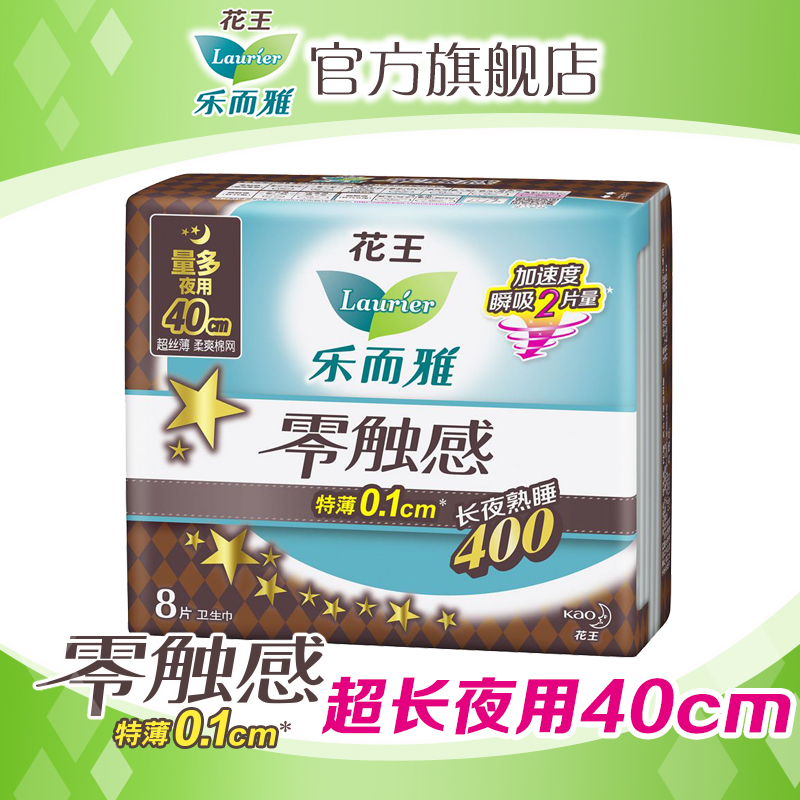 花王
Laurier
乐而雅
官方旗舰店
量多
夜用
40cm
超丝薄 柔爽棉网
花王
Laurier
乐而雅
加速度
瞬吸2片量
零触感
特薄0.1cm*
长夜熟睡
400
8片 卫生巾
Kao
花王
零触感
特薄0.1cm*
超长夜用40cm